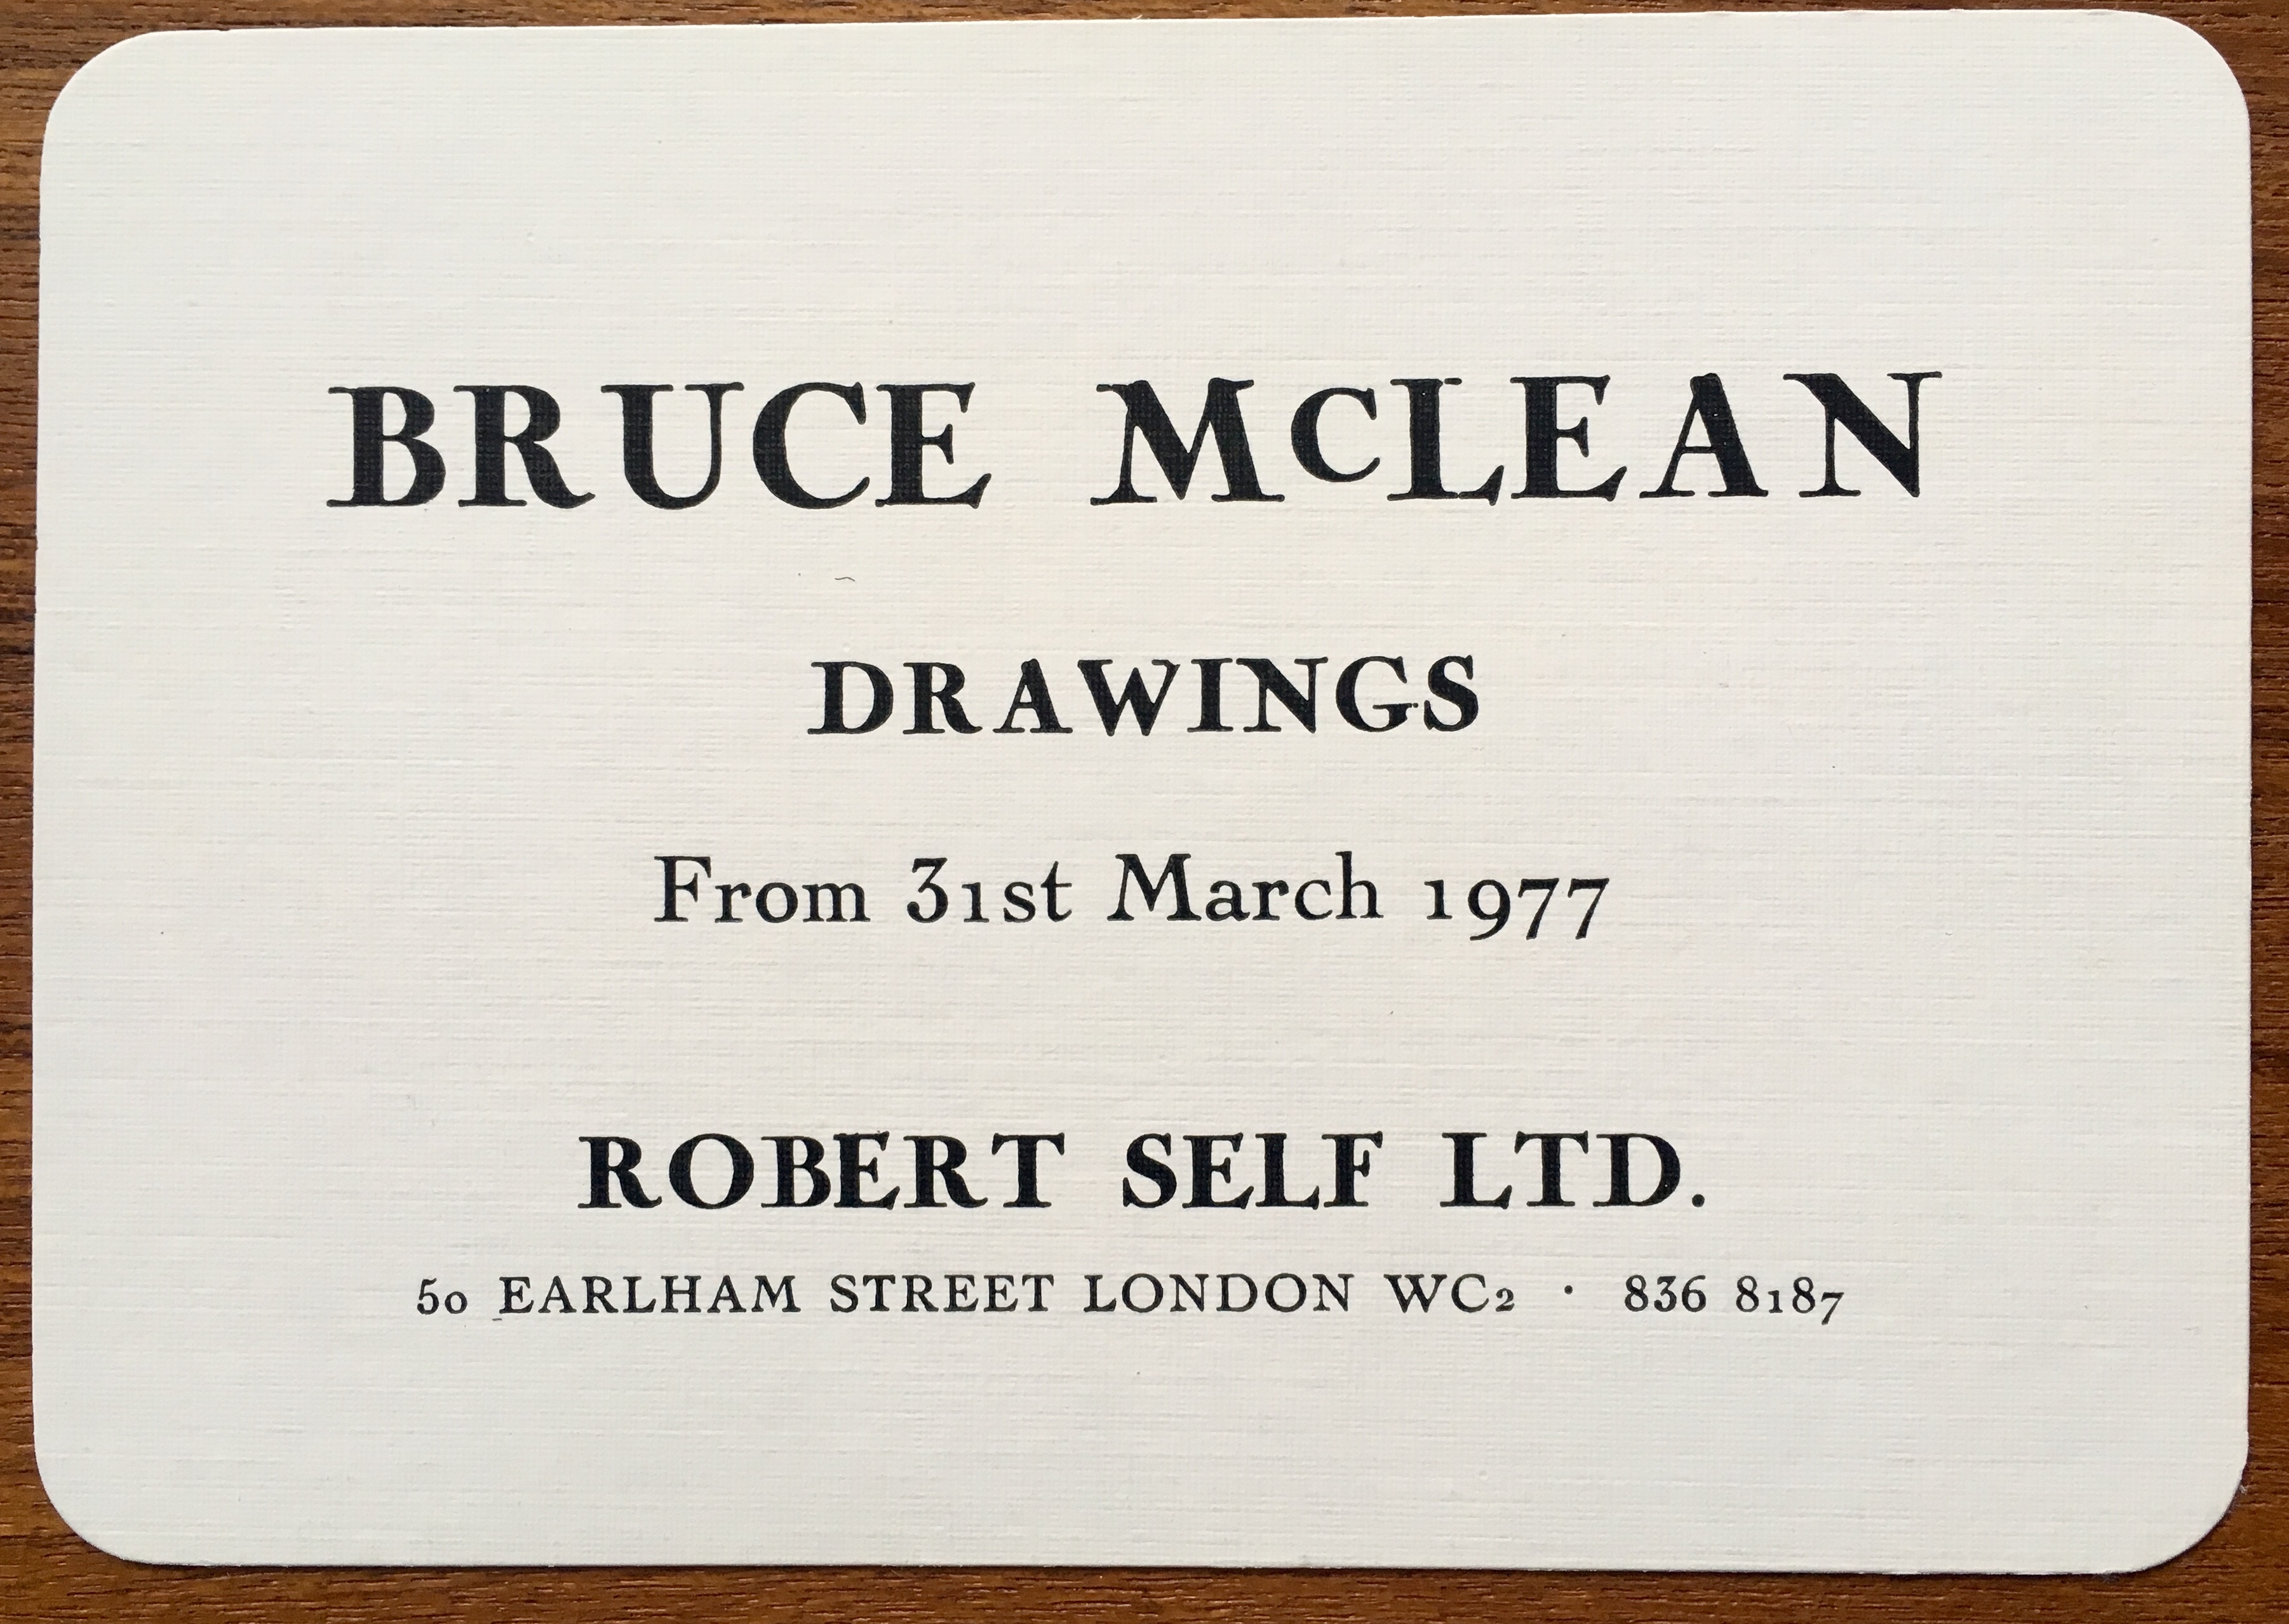 BRUCE McLEAN
DRAWINGS
From 31st March 1977
ROBERT SELF LTD.
50 EARLHAM STREET LONDON WC2 · 836 8187